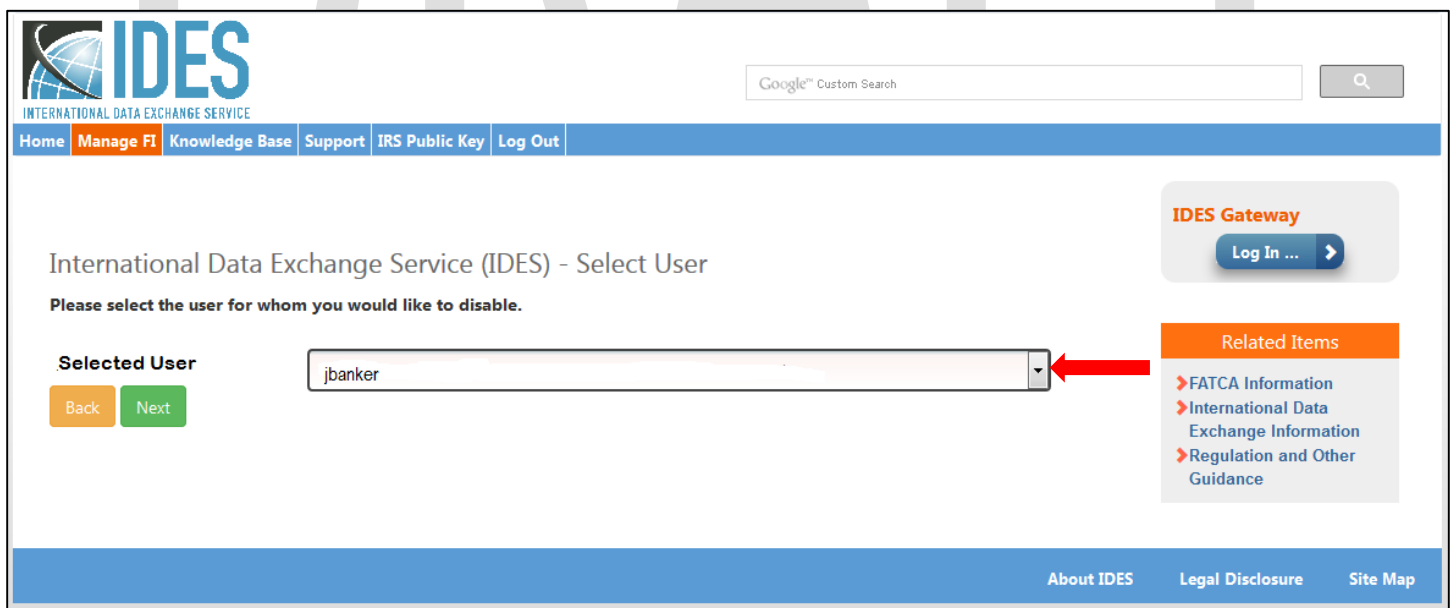 IDES
INTERNATIONAL DATA EXCHANGE SERVICE
Google™ Custom Search
Home Manage FI Knowledge Base Support IRS Public Key Log Out
IDES Gateway
Log In ...
International Data Exchange Service (IDES) - Select User
Please select the user for whom you would like to disable.
Selected User
jbanker
Back Next
Related Items
FATCA Information
International Data
Exchange Information
Regulation and Other
Guidance
About IDES Legal Disclosure Site Map